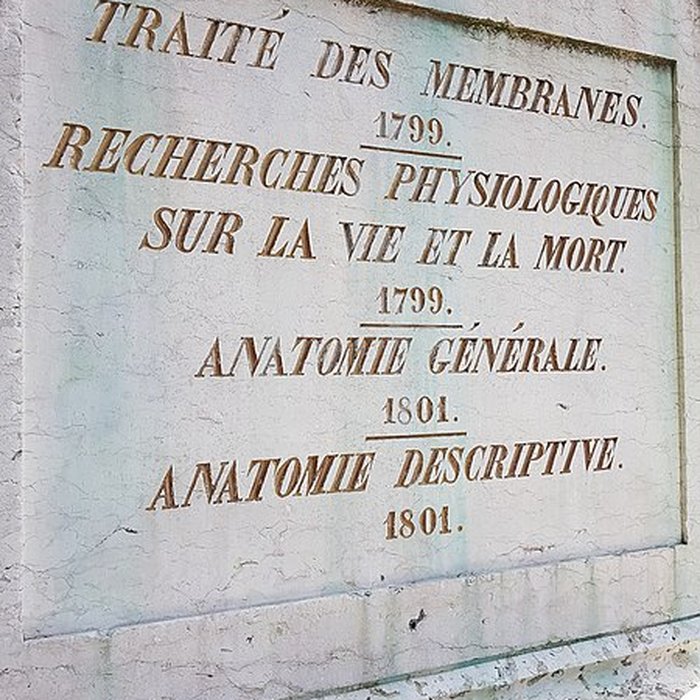 TRAITÉ DES MEMBRANES.
1799.
RECHERCHES PHYSIOLOGIQUES
SUR LA VIE ET LA MORT.
1799.
ANATOMIE GÉNÉRALE.
1801.
ANATOMIE DESCRIPTIVE.
1801.